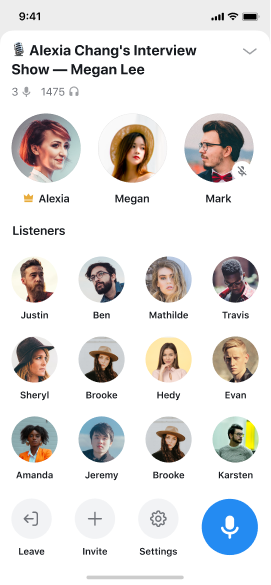 9:41
🎙️ Alexia Chang's Interview
Show — Megan Lee
3 1475
Alexia Megan Mark
Listeners
Justin Ben Mathilde Travis
Sheryl Brooke Hedy Evan
Amanda Jeremy Brooke Karsten
Leave Invite Settings